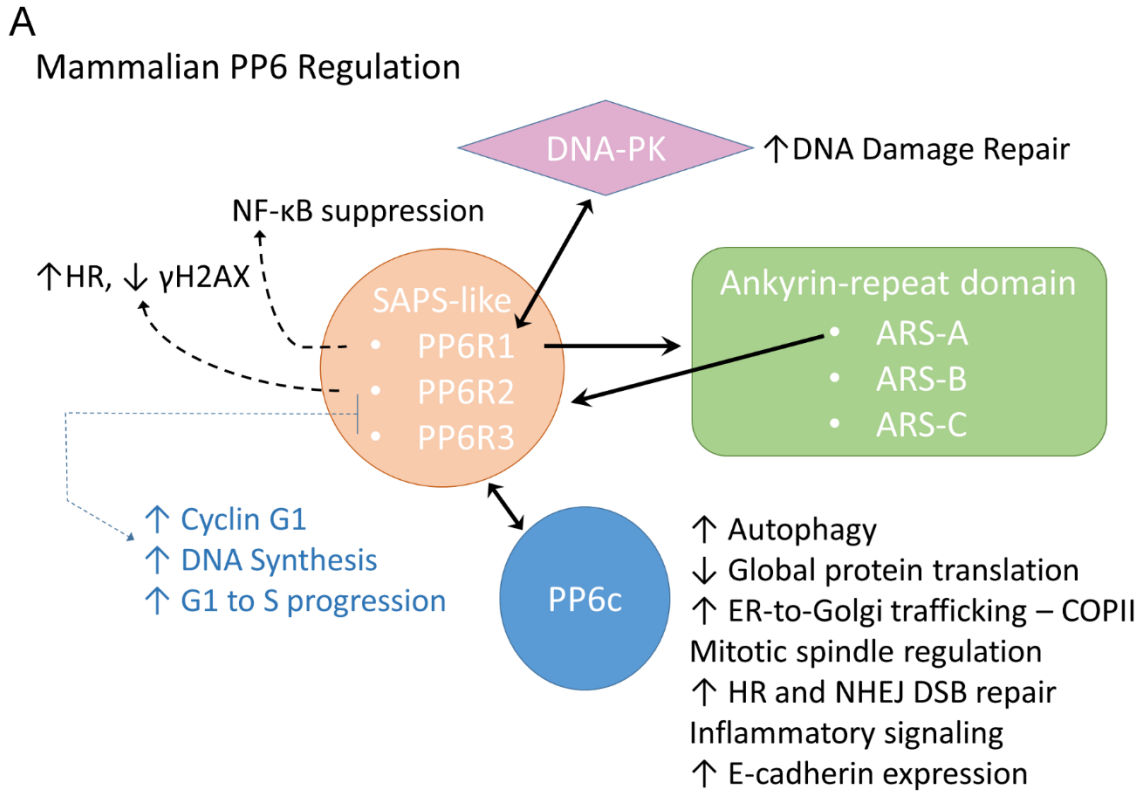 A
Mammalian PP6 Regulation
DNA-PK
↑DNA Damage Repair
NF-κB suppression
↑HR, ↓ γH2AX
SAPS-like
• PP6R1
• PP6R2
• PP6R3
Ankyrin-repeat domain
• ARS-A
• ARS-B
• ARS-C
↑ Cyclin G1
↑ DNA Synthesis
↑ G1 to S progression
PP6c
↑ Autophagy
↓ Global protein translation
↑ ER-to-Golgi trafficking – COPII
Mitotic spindle regulation
↑ HR and NHEJ DSB repair
Inflammatory signaling
↑ E-cadherin expression